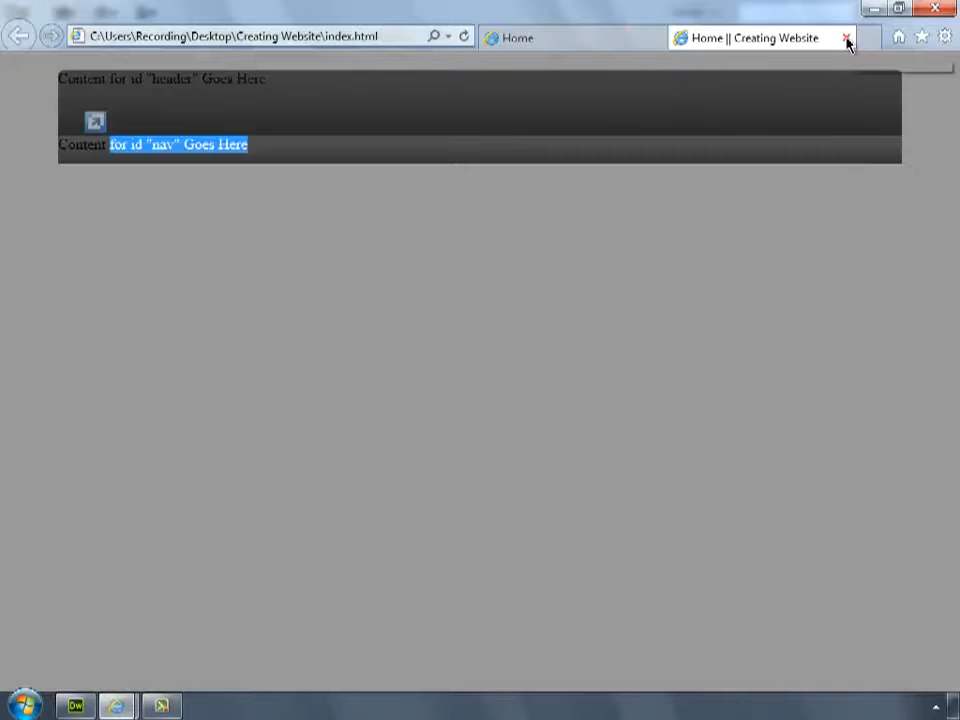 C:\Users\Recording\Desktop\Creating Website\index.html
Home
Home || Creating Website
Content for id "header" Goes Here
Content for id "nav" Goes Here
Dw